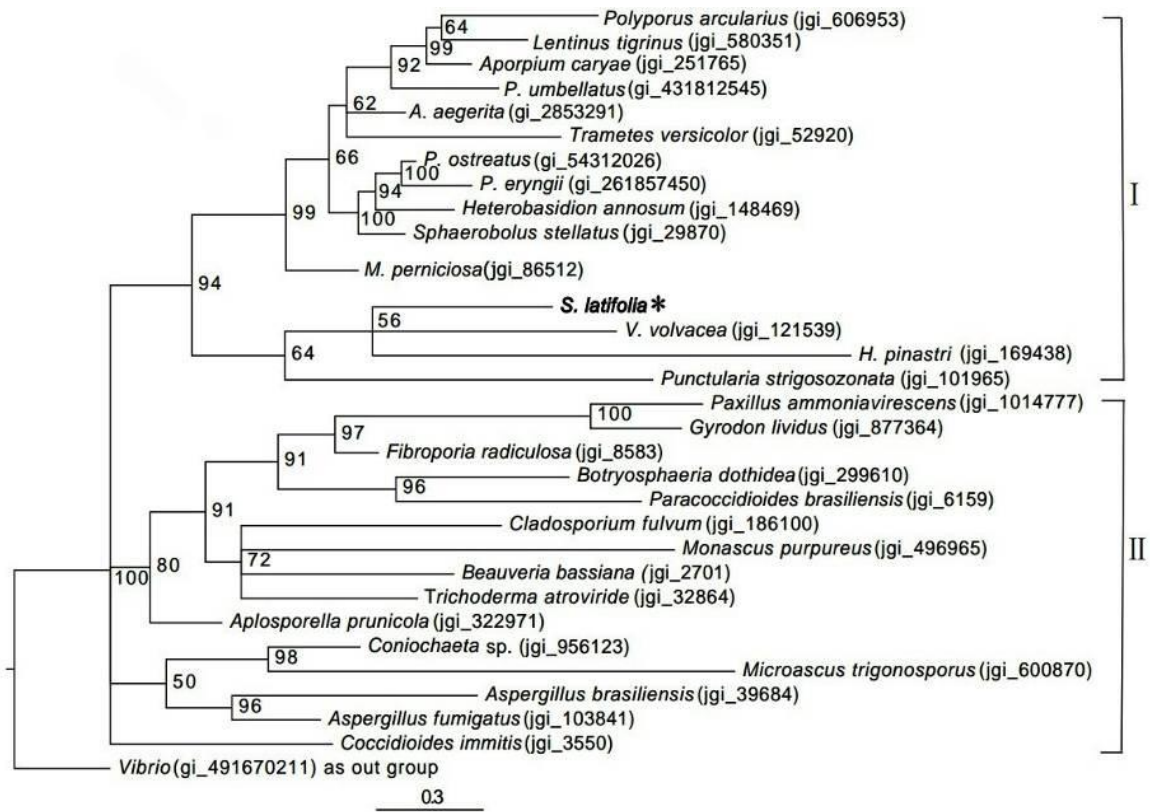 Polyporus arcularius (jgi_606953)
64
Lentinus tigrinus (jgi_580351)
99
Aporpium caryae (jgi_251765)
92
P. umbellatus (gi_431812545)
62
A. aegerita (gi_2853291)
Trametes versicolor (jgi_52920)
66
P. ostreatus (gi_54312026)
100
P. eryngii (gi_261857450)
94
Heterobasidion annosum (jgi_148469)
I
99
100
Sphaerobolus stellatus (jgi_29870)
M. perniciosa (jgi_86512)
94
S. latifolia *
56
V. volvacea (jgi_121539)
64
H. pinastri (jgi_169438)
Punctularia strigosozonata (jgi_101965)
Paxillus ammoniavirescens (jgi_1014777)
100
Gyrodon lividus (jgi_877364)
97
Fibroporia radiculosa (jgi_8583)
91
Botryosphaeria dothidea (jgi_299610)
96
Paracoccidioides brasiliensis (jgi_6159)
91
Cladosporium fulvum (jgi_186100)
Monascus purpureus (jgi_496965)
II
72
80
100
Beauveria bassiana (jgi_2701)
Trichoderma atroviride (jgi_32864)
Aplosporella prunicola (jgi_322971)
Coniochaeta sp. (jgi_956123)
98
Microascus trigonosporus (jgi_600870)
50
Aspergillus brasiliensis (jgi_39684)
96
Aspergillus fumigatus (jgi_103841)
Coccidioides immitis (jgi_3550)
Vibrio (gi_491670211) as out group
0.3